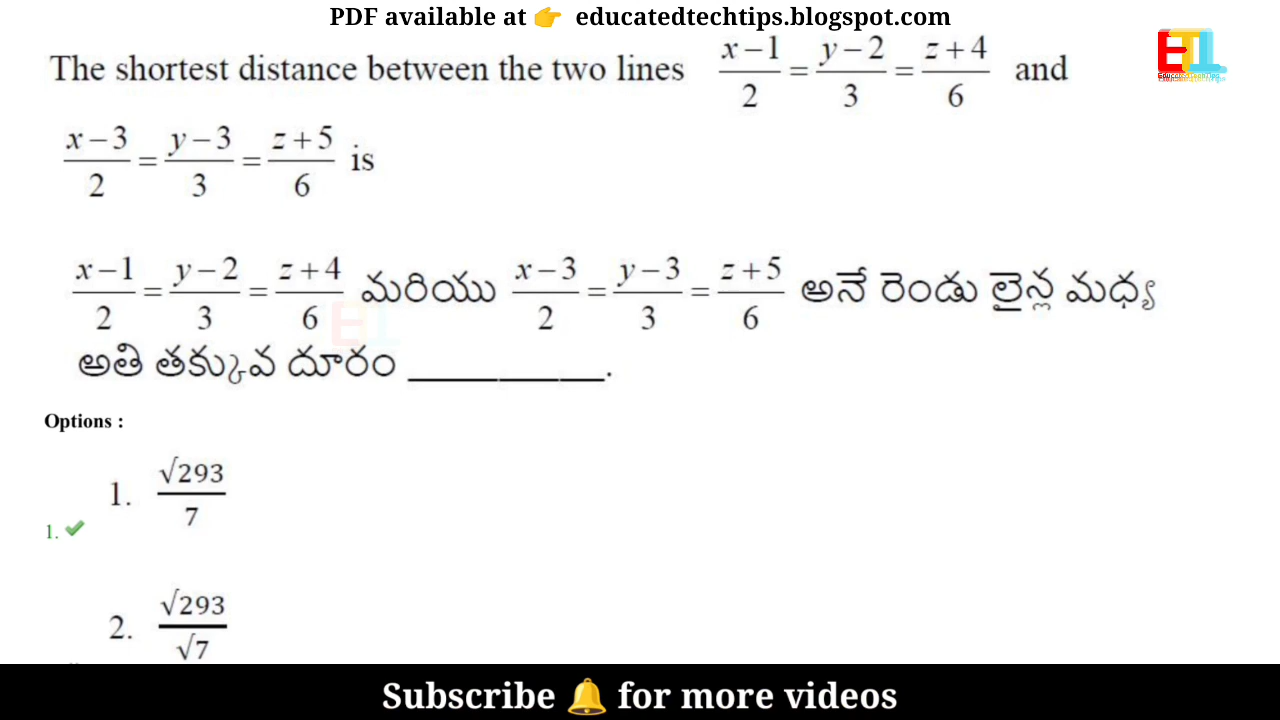 PDF available at 👉 educatedtechtips.blogspot.com
The shortest distance between the two lines (x−1)/2 = (y−2)/3 = (z+4)/6 and
(x−3)/2 = (y−3)/3 = (z+5)/6 is
(x−1)/2 = (y−2)/3 = (z+4)/6 మరియు (x−3)/2 = (y−3)/3 = (z+5)/6 అనే రెండు లైన్ల మధ్య
అతి తక్కువ దూరం __________.
Options :
1. √293/7
1. ✔
2. √293/√7
Subscribe 🔔 for more videos